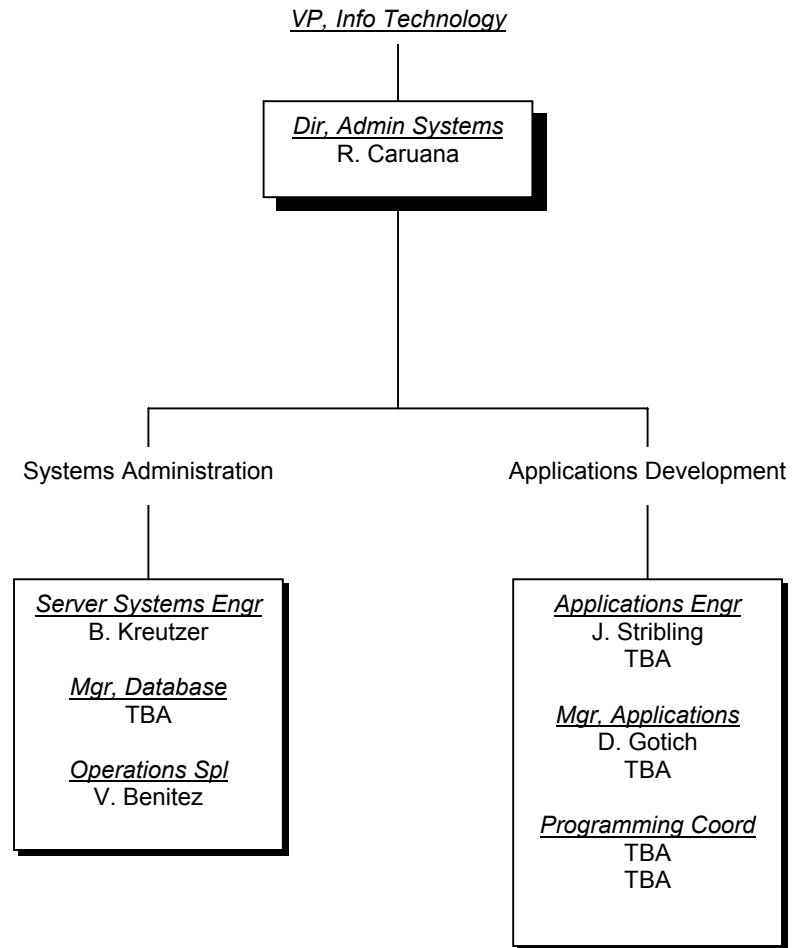 VP, Info Technology
Dir, Admin Systems
R. Caruana
Systems Administration
Server Systems Engr
B. Kreutzer
Mgr, Database
TBA
Operations Spl
V. Benitez
Applications Development
Applications Engr
J. Stribling
TBA
Mgr, Applications
D. Gotich
TBA
Programming Coord
TBA
TBA